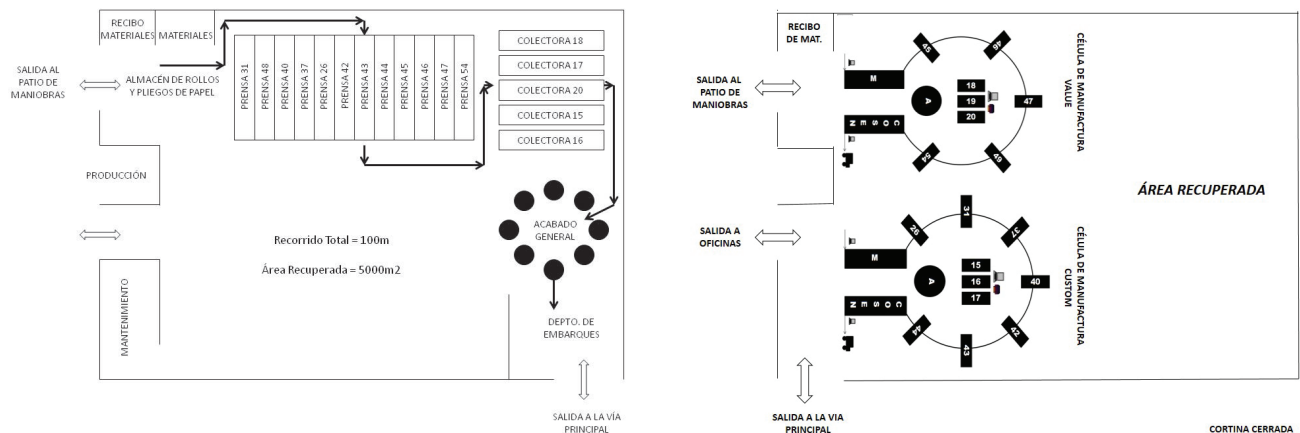 RECIBO
MATERIALES
MATERIALES
SALIDA AL
PATIO DE
MANIOBRAS
ALMACÉN DE ROLLOS
Y PLIEGOS DE PAPEL
PRENSA 31
PRENSA 48
PRENSA 40
PRENSA 37
PRENSA 26
PRENSA 42
PRENSA 43
PRENSA 44
PRENSA 45
PRENSA 46
PRENSA 47
PRENSA 54
COLECTORA 18
COLECTORA 17
COLECTORA 20
COLECTORA 15
COLECTORA 16
PRODUCCIÓN
ACABADO
GENERAL
Recorrido Total = 100m
Área Recuperada = 5000m2
MANTENIMIENTO
DEPTO. DE
EMBARQUES
SALIDA A LA VÍA
PRINCIPAL
RECIBO
DE MAT.
SALIDA AL
PATIO DE
MANIOBRAS
45
46
M
A
18
19
20
47
COSEN
54
49
CÉLULA DE MANUFACTURA
VALUE
ÁREA RECUPERADA
SALIDA A
OFICINAS
31
26
37
M
A
15
16
17
40
COSEN
44
43
42
CÉLULA DE MANUFACTURA
CUSTOM
SALIDA A LA VIA
PRINCIPAL
CORTINA CERRADA